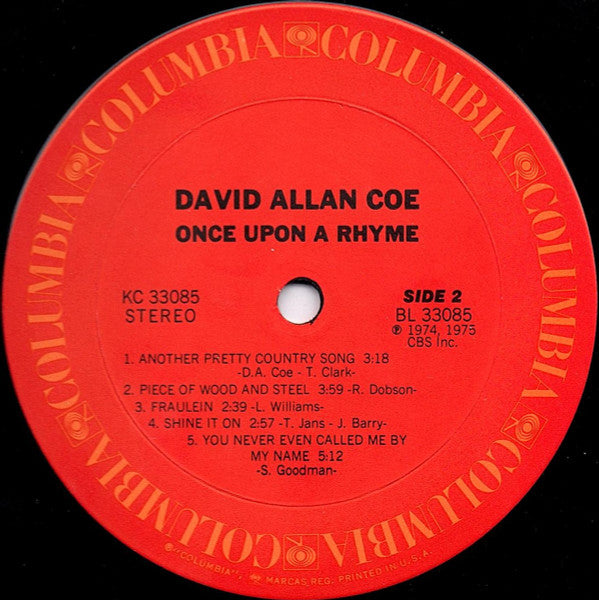 COLUMBIA COLUMBIA COLUMBIA COLUMBIA COLUMBIA COLUMBIA
DAVID ALLAN COE
ONCE UPON A RHYME
KC 33085
STEREO
SIDE 2
BL 33085
℗ 1974, 1975
CBS Inc.
1. ANOTHER PRETTY COUNTRY SONG 3:18
-D.A. Coe - T. Clark-
2. PIECE OF WOOD AND STEEL 3:59 -R. Dobson-
3. FRAULEIN 2:39 -L. Williams-
4. SHINE IT ON 2:57 -T. Jans - J. Barry-
5. YOU NEVER EVEN CALLED ME BY
MY NAME 5:12
-S. Goodman-
®"COLUMBIA", MARCAS REG. PRINTED IN U.S.A.